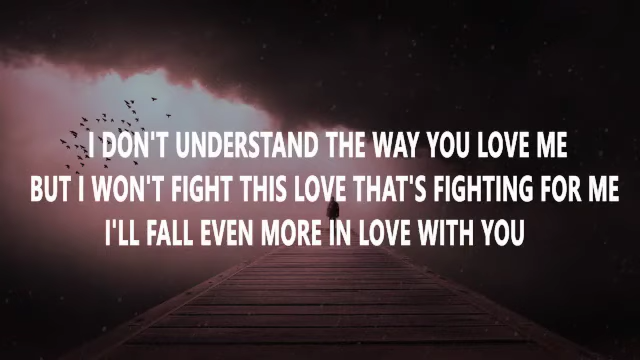 I DON'T UNDERSTAND THE WAY YOU LOVE ME
BUT I WON'T FIGHT THIS LOVE THAT'S FIGHTING FOR ME
I'LL FALL EVEN MORE IN LOVE WITH YOU